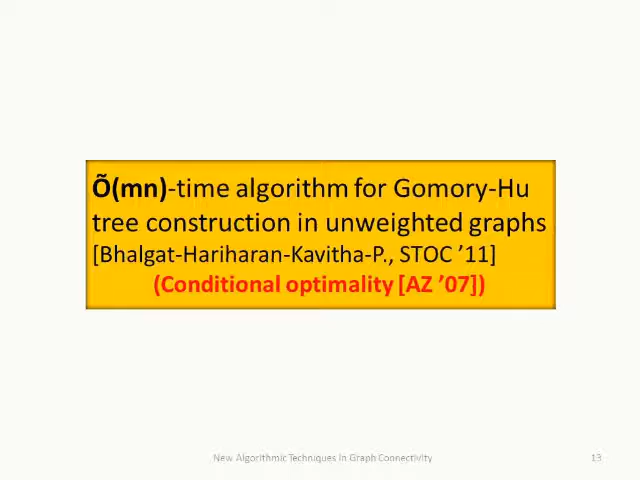 Õ(mn)-time algorithm for Gomory-Hu
tree construction in unweighted graphs
[Bhalgat-Hariharan-Kavitha-P., STOC ’11]
(Conditional optimality [AZ ’07])
New Algorithmic Techniques in Graph Connectivity
13